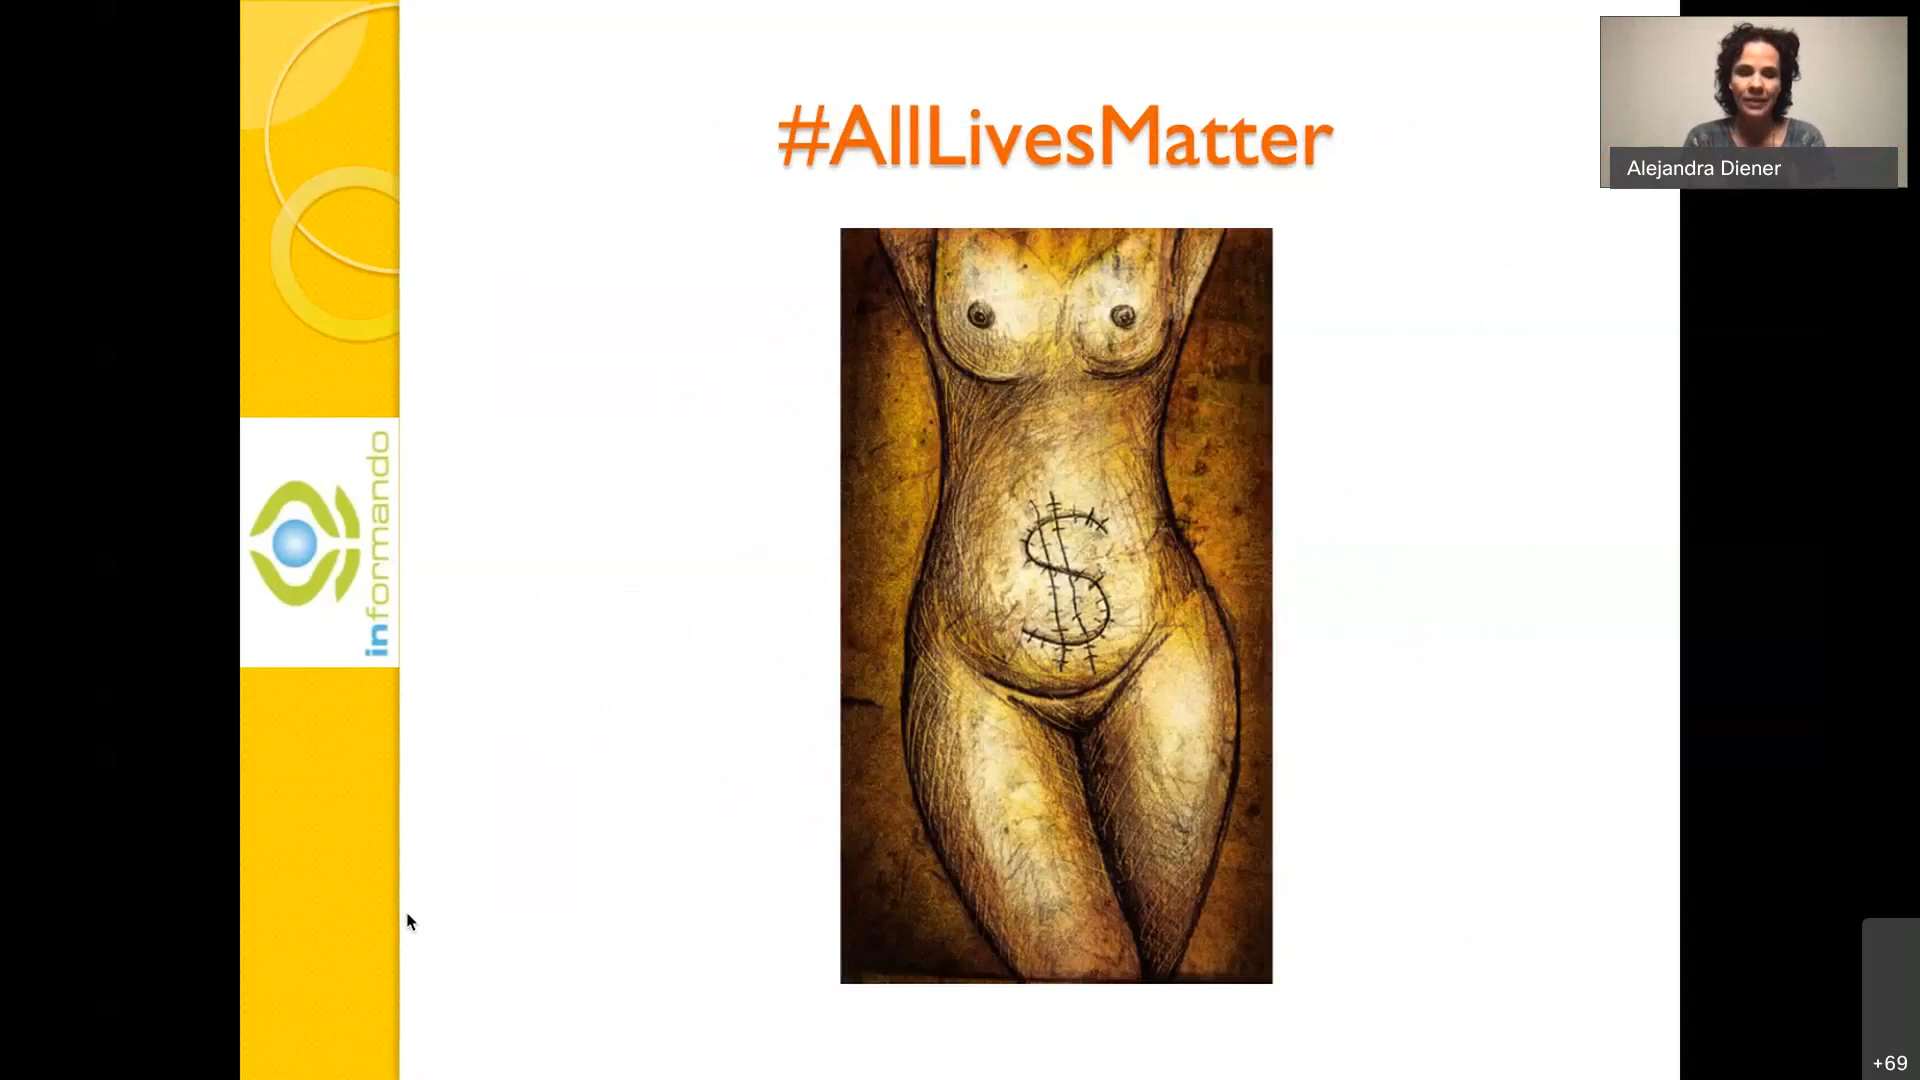 #AllLivesMatter
Alejandra Diener
informando
$
+69